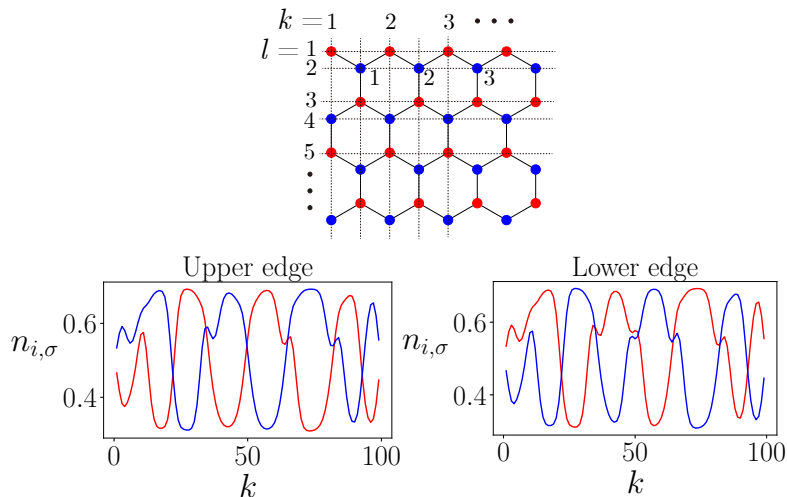 k = 1 2 3 • • •
l = 1
2 1 2 3
3
4
5
Upper edge Lower edge
0.6 0.6
n_{i,σ} n_{i,σ}
0.4 0.4
0 50 100 0 50 100
k k